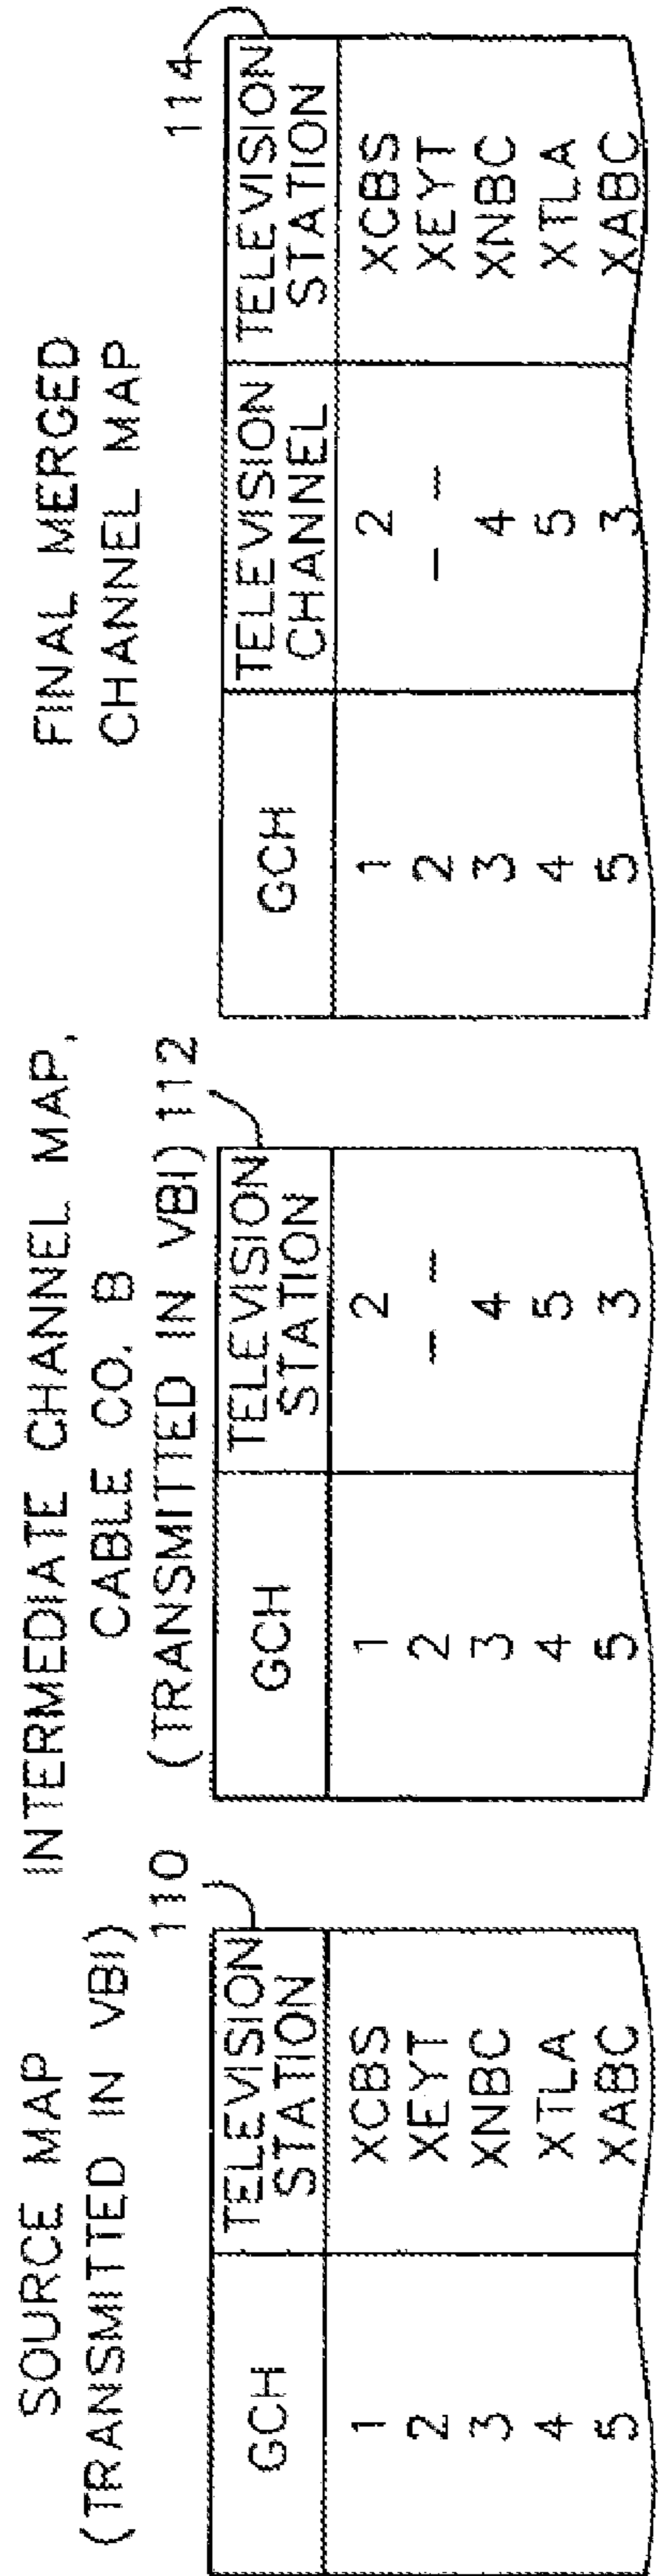 SOURCE MAP
(TRANSMITTED IN VBI)
110
GCH TELEVISION STATION
1 XCBS
2 XEYT
3 XNBC
4 XTLA
5 XABC
INTERMEDIATE CHANNEL MAP,
CABLE CO. B
(TRANSMITTED IN VBI) 112
GCH TELEVISION STATION
1 2
2 – –
3 4
4 5
5 3
FINAL MERGED
CHANNEL MAP
114
GCH TELEVISION CHANNEL TELEVISION STATION
1 2 XCBS
2 – – XEYT
3 4 XNBC
4 5 XTLA
5 3 XABC